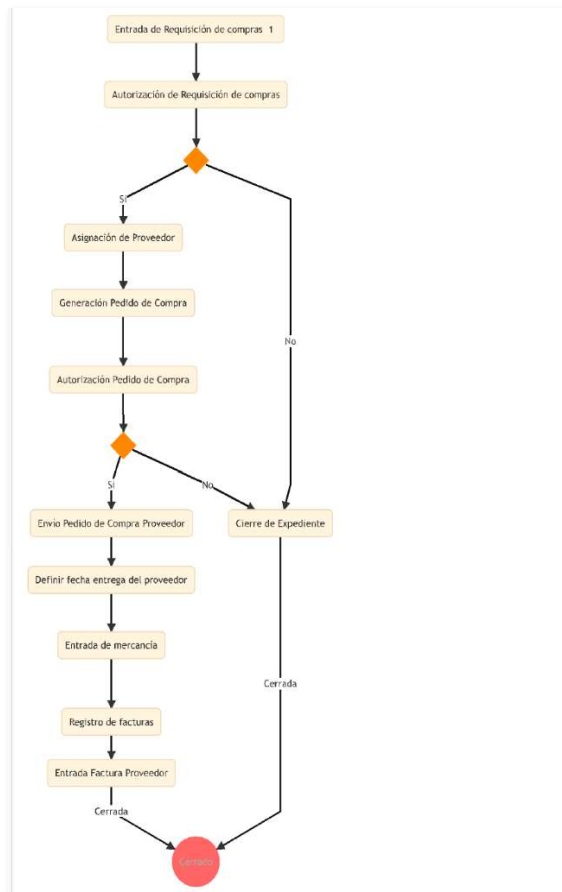 Entrada de Requisición de compras 1
Autorización de Requisición de compras
Si
Asignación de Proveedor
Generación Pedido de Compra
No
Autorización Pedido de Compra
Si
No
Envío Pedido de Compra Proveedor
Cierre de Expediente
Definir fecha entrega del proveedor
Entrada de mercancía
Cerrada
Registro de facturas
Entrada Factura Proveedor
Cerrada
Cerrado